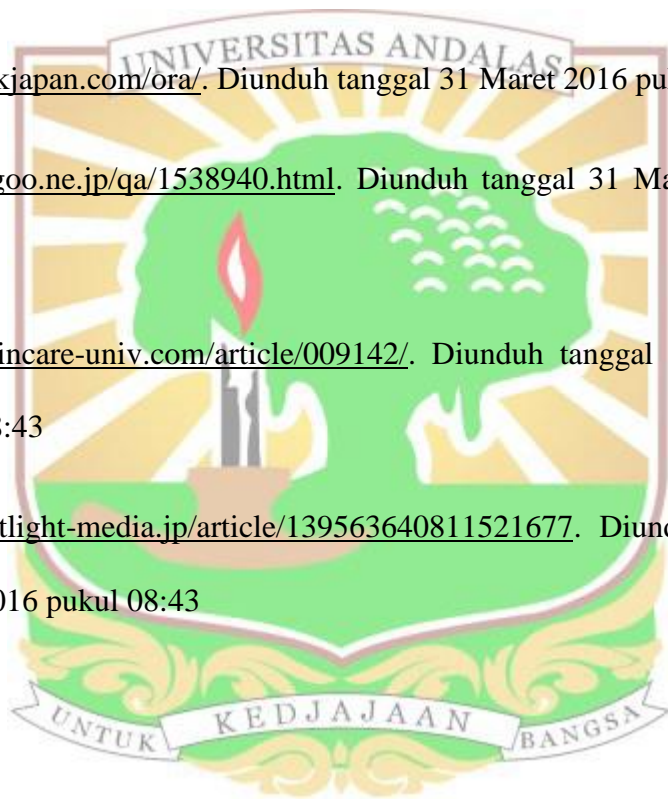 UNIVERSITAS ANDALAS
kjapan.com/ora/. Diunduh tanggal 31 Maret 2016 pu
goo.ne.jp/qa/1538940.html. Diunduh tanggal 31 Ma
incare-univ.com/article/009142/. Diunduh tanggal
:43
tlight-media.jp/article/139563640811521677. Diund
016 pukul 08:43
UNTUK KEDJAJAAN BANGSA